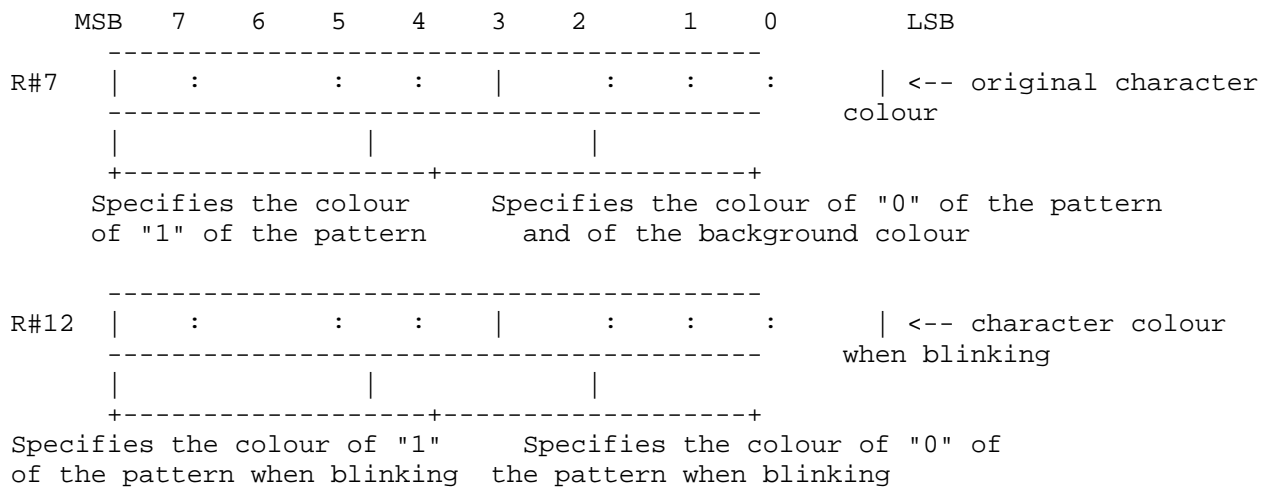 MSB   7    6    5    4    3    2      1    0        LSB
      ----------------------------------------
R#7   |    :        :    :    |      :    :    :      | <-- original character
      ----------------------------------------     colour
      |               |             |
      +-------------------+-------------------+
     Specifies the colour     Specifies the colour of "0" of the pattern
     of "1" of the pattern      and of the background colour
      ----------------------------------------
R#12  |    :        :    :    |      :    :    :      | <-- character colour
      ----------------------------------------     when blinking
      |               |             |
      +-------------------+-------------------+
Specifies the colour of "1"     Specifies the colour of "0" of
of the pattern when blinking  the pattern when blinking